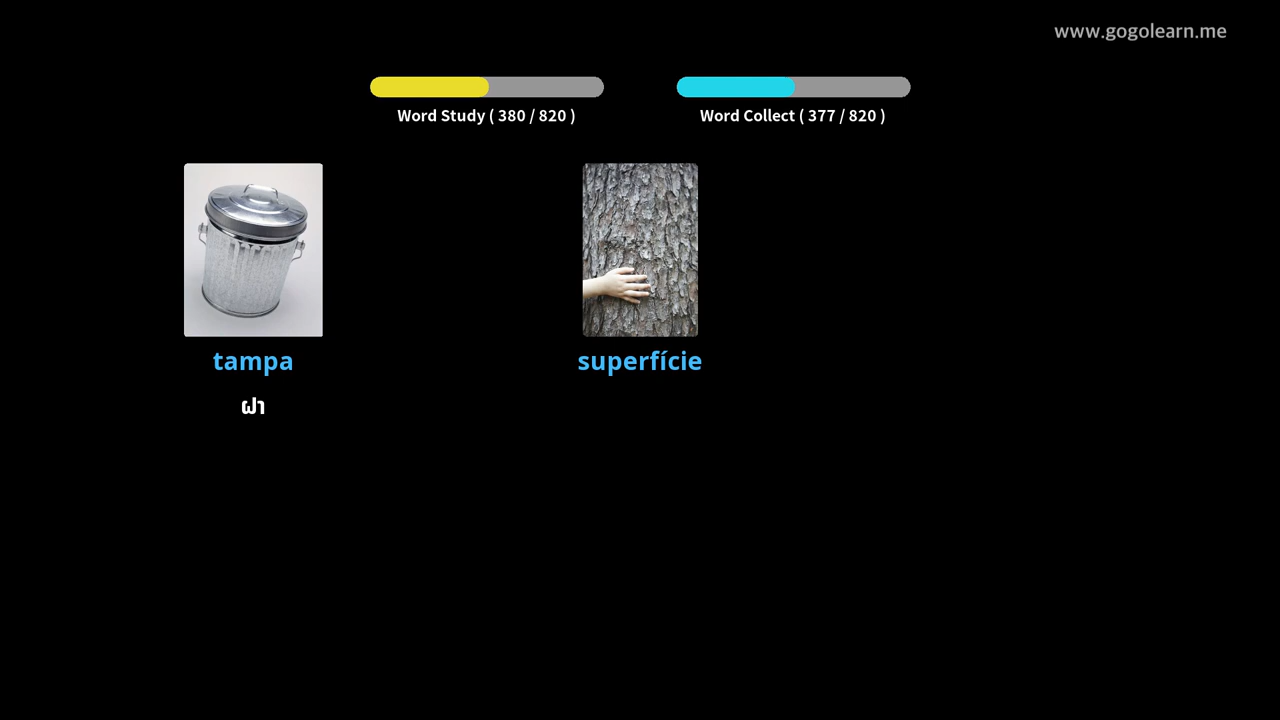 www.gogolearn.me
Word Study ( 380 / 820 )
Word Collect ( 377 / 820 )
tampa
superfície
ฝา